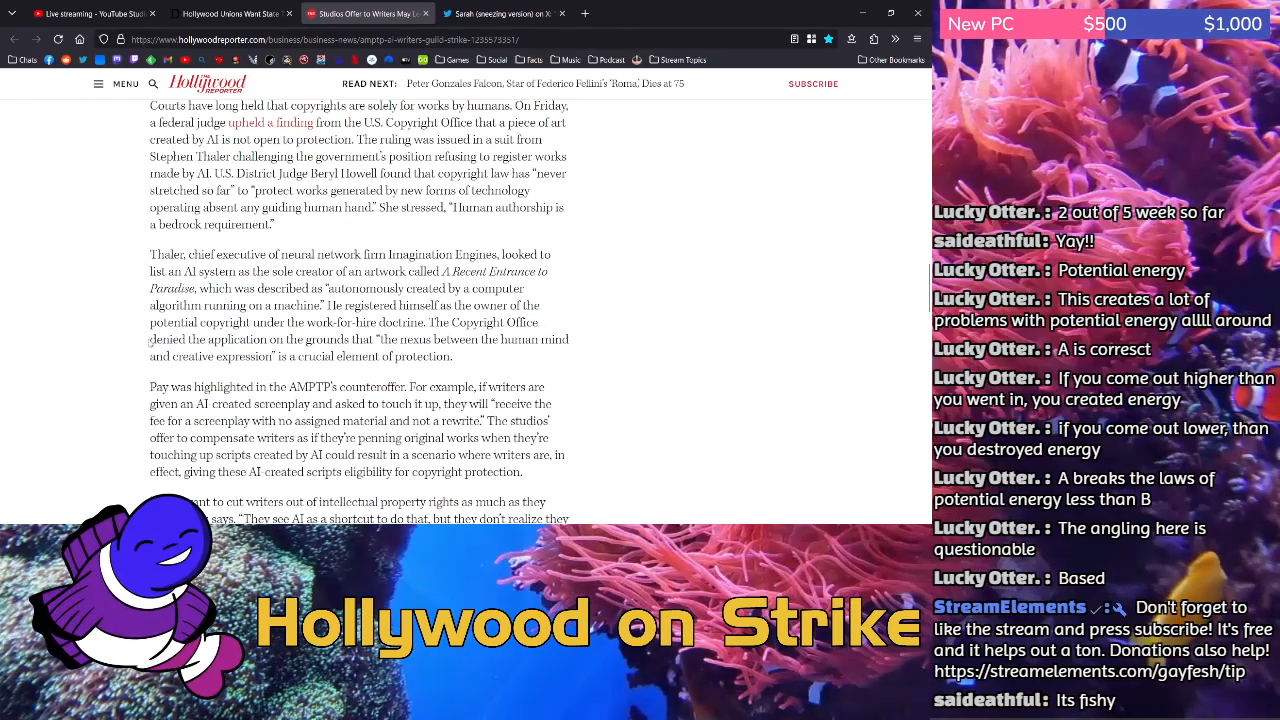 Live streaming - YouTube Studi
Hollywood Unions Want State T
Studios Offer to Writers May Le
Sarah (sneezing version) on X:
https://www.hollywoodreporter.com/business/business-news/amptp-ai-writers-guild-strike-1235573351/
Chats
Games
Social
Facts
Music
Stream Topics
Other Bookmarks
MENU
THE Hollywood REPORTER
READ NEXT: Peter Gonzales Falcon, Star of Federico Fellini's 'Roma,' Dies at 75
SUBSCRIBE
Courts have long held that copyrights are solely for works by humans. On Friday,
a federal judge upheld a finding from the U.S. Copyright Office that a piece of art
created by AI is not open to protection. The ruling was issued in a suit from
Stephen Thaler challenging the government's position refusing to register works
made by AI. U.S. District Judge Beryl Howell found that copyright law has "never
stretched so far" to "protect works generated by new forms of technology
operating absent any guiding human hand." She stressed, "Human authorship is
a bedrock requirement."
Thaler, chief executive of neural network firm Imagination Engines, looked to
list an AI system as the sole creator of an artwork called A Recent Entrance to
Paradise, which was described as "autonomously created by a computer
algorithm running on a machine." He registered himself as the owner of the
potential copyright under the work-for-hire doctrine. The Copyright Office
denied the application on the grounds that "the nexus between the human mind
and creative expression" is a crucial element of protection.
Pay was highlighted in the AMPTP's counteroffer. For example, if writers are
given an AI-created screenplay and asked to touch it up, they will "receive the
fee for a screenplay with no assigned material and not a rewrite." The studios'
offer to compensate writers as if they're penning original works when they're
touching up scripts created by AI could result in a scenario where writers are, in
effect, giving these AI-created scripts eligibility for copyright protection.
ant to cut writers out of intellectual property rights as much as they
says. "They see AI as a shortcut to do that, but they don't realize they
Hollywood on Strike
New PC $500 $1,000
Lucky Otter. : 2 out of 5 week so far
saideathful: Yay!!
Lucky Otter. : Potential energy
Lucky Otter. : This creates a lot of
problems with potential energy allll around
Lucky Otter. : A is corresct
Lucky Otter. : If you come out higher than
you went in, you created energy
Lucky Otter. : if you come out lower, than
you destroyed energy
Lucky Otter. : A breaks the laws of
potential energy less than B
Lucky Otter. : The angling here is
questionable
Lucky Otter. : Based
StreamElements : Don't forget to
like the stream and press subscribe! It's free
and it helps out a ton. Donations also help!
https://streamelements.com/gayfesh/tip
saideathful: Its fishy